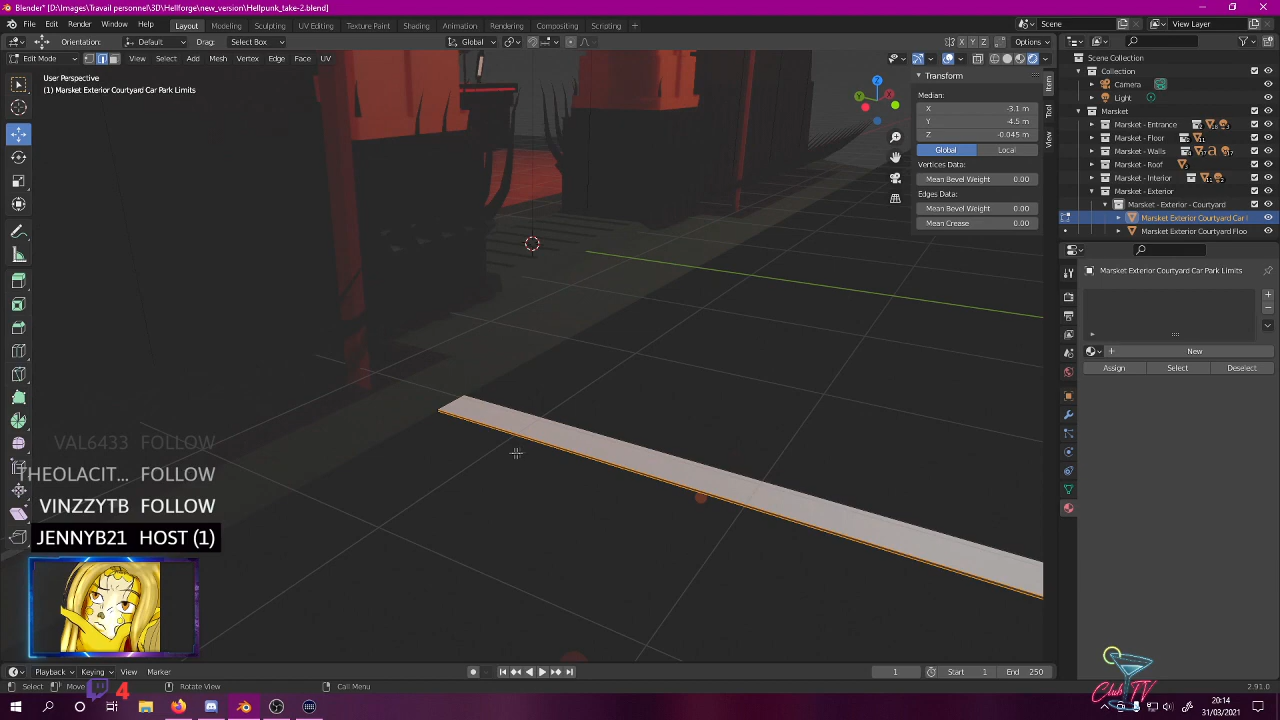 Blender* [D:\Images\Travail personnel\3D\Hellforge\new_version\Hellpunk_take-2.blend]
File Edit Render Window Help Layout Modeling Sculpting UV Editing Texture Paint Shading Animation Rendering Compositing Scripting + Scene View Layer
Orientation: Default Drag: Select Box Global X Y Z Options
Edit Mode View Select Add Mesh Vertex Edge Face UV
User Perspective
(1) Marsket Exterior Courtyard Car Park Limits
Z
Y
X
Transform
Median:
X -3.1 m
Y -4.5 m
Z -0.045 m
Global Local
Vertices Data:
Mean Bevel Weight 0.00
Edges Data:
Mean Bevel Weight 0.00
Mean Crease 0.00
Item
Tool
View
Scene Collection
Collection
Camera
Light
Marsket
Marsket - Entrance
Marsket - Floor
Marsket - Walls
Marsket - Roof
Marsket - Interior
Marsket - Exterior
Marsket - Exterior - Courtyard
Marsket Exterior Courtyard Car
Marsket Exterior Courtyard Floo
Marsket Exterior Courtyard Car Park Limits
New
Assign Select Deselect
VAL6433 FOLLOW
THEOLACIT... FOLLOW
VINZZYTB FOLLOW
JENNYB21 HOST (1)
Playback Keying View Marker 1 Start 1 End 250
Select Move Rotate View Call Menu 2.91.0
4
Club TV
20:14
31/03/2021